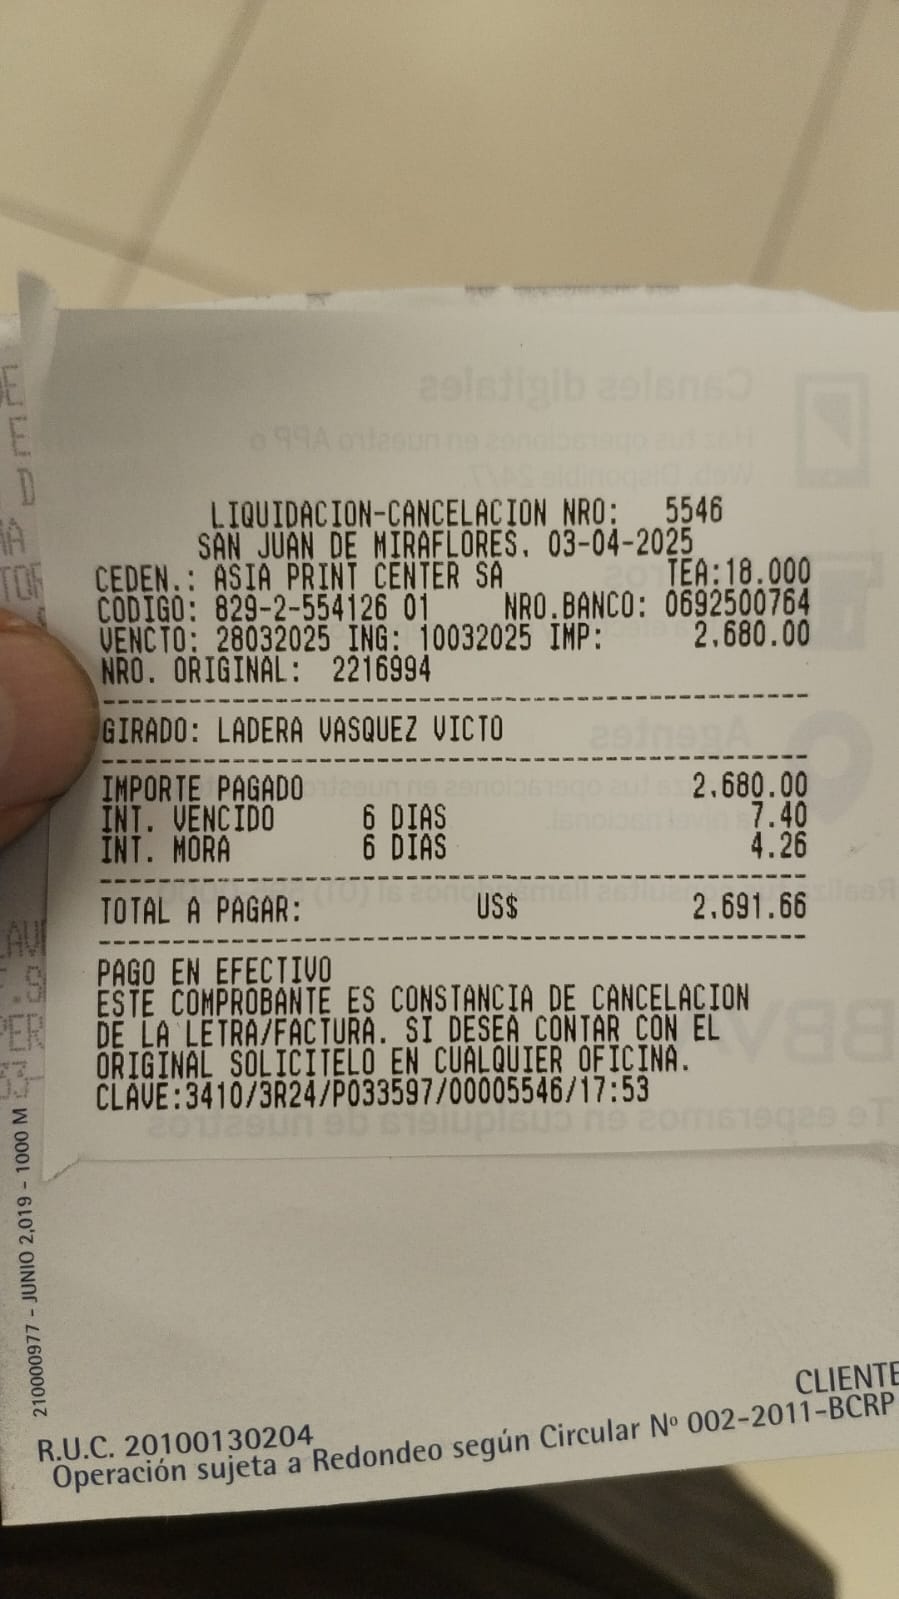 LIQUIDACION-CANCELACION NRO: 5546
SAN JUAN DE MIRAFLORES. 03-04-2025
CEDEN.: ASIA PRINT CENTER SA TEA:18.000
CODIGO: 829-2-554126 01 NRO.BANCO: 0692500764
VENCTO: 28032025 ING: 10032025 IMP: 2.680.00
NRO. ORIGINAL: 2216994
GIRADO: LADERA VASQUEZ VICTO
IMPORTE PAGADO 2.680.00
INT. VENCIDO 6 DIAS 7.40
INT. MORA 6 DIAS 4.26
TOTAL A PAGAR: US$ 2.691.66
PAGO EN EFECTIVO
ESTE COMPROBANTE ES CONSTANCIA DE CANCELACION
DE LA LETRA/FACTURA. SI DESEA CONTAR CON EL
ORIGINAL SOLICITELO EN CUALQUIER OFICINA.
CLAVE:3410/3R24/P033597/00005546/17:53
210000977 - JUNIO 2,019 - 1000 M
CLIENTE
R.U.C. 20100130204
Operación sujeta a Redondeo según Circular Nº 002-2011-BCRP